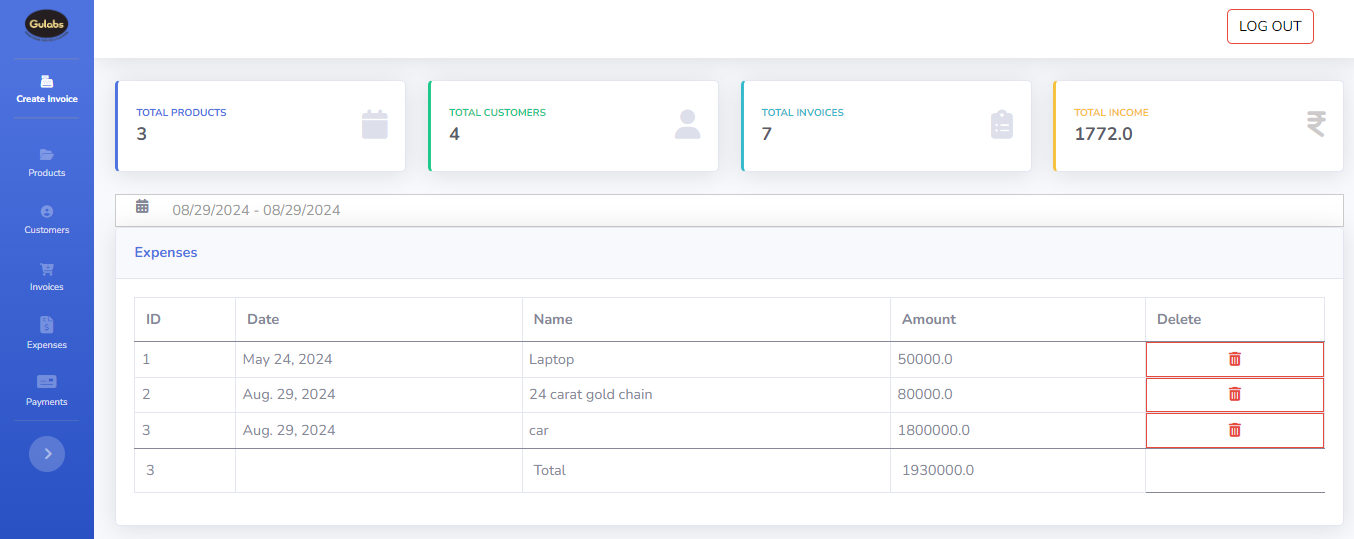 Gulabs
LOG OUT
Create Invoice
Products
Customers
Invoices
Expenses
Payments
TOTAL PRODUCTS
3
TOTAL CUSTOMERS
4
TOTAL INVOICES
7
TOTAL INCOME
1772.0
₹
08/29/2024 - 08/29/2024
Expenses
ID Date Name Amount Delete
1 May 24, 2024 Laptop 50000.0
2 Aug. 29, 2024 24 carat gold chain 80000.0
3 Aug. 29, 2024 car 1800000.0
3 Total 1930000.0